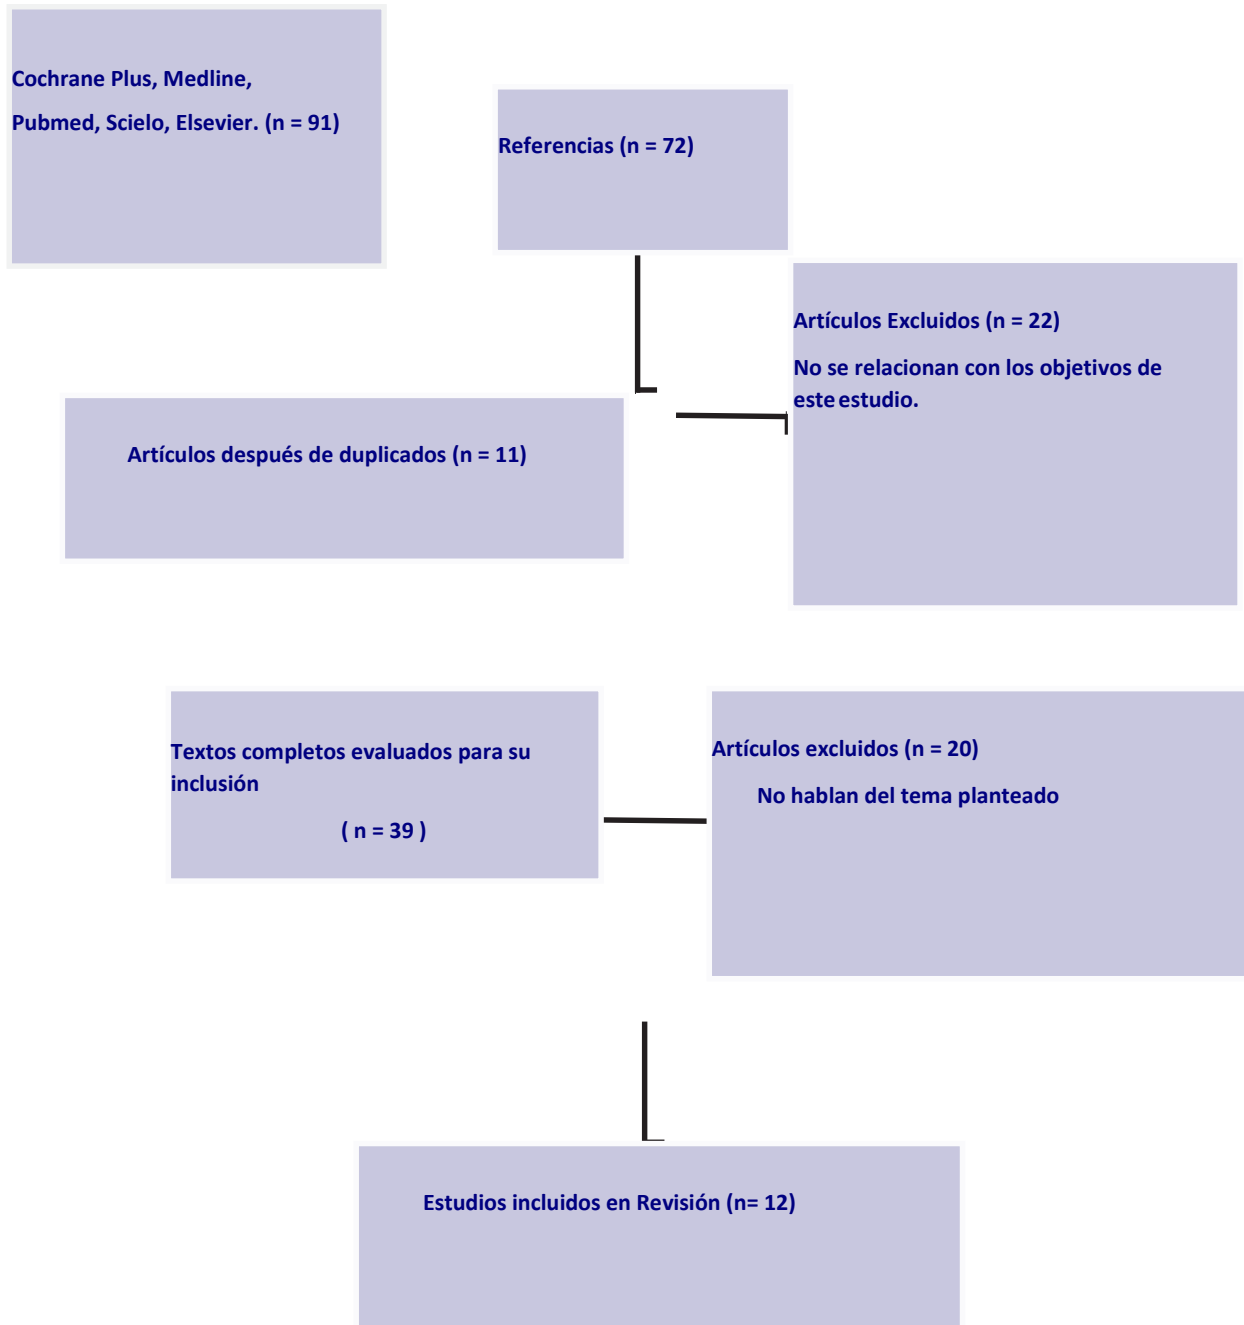 Cochrane Plus, Medline,
Pubmed, Scielo, Elsevier. (n = 91)
Referencias (n = 72)
Artículos Excluidos (n = 22)
No se relacionan con los objetivos de
este estudio.
Artículos después de duplicados (n = 11)
Textos completos evaluados para su
inclusión
( n = 39 )
Artículos excluidos (n = 20)
No hablan del tema planteado
Estudios incluidos en Revisión (n= 12)